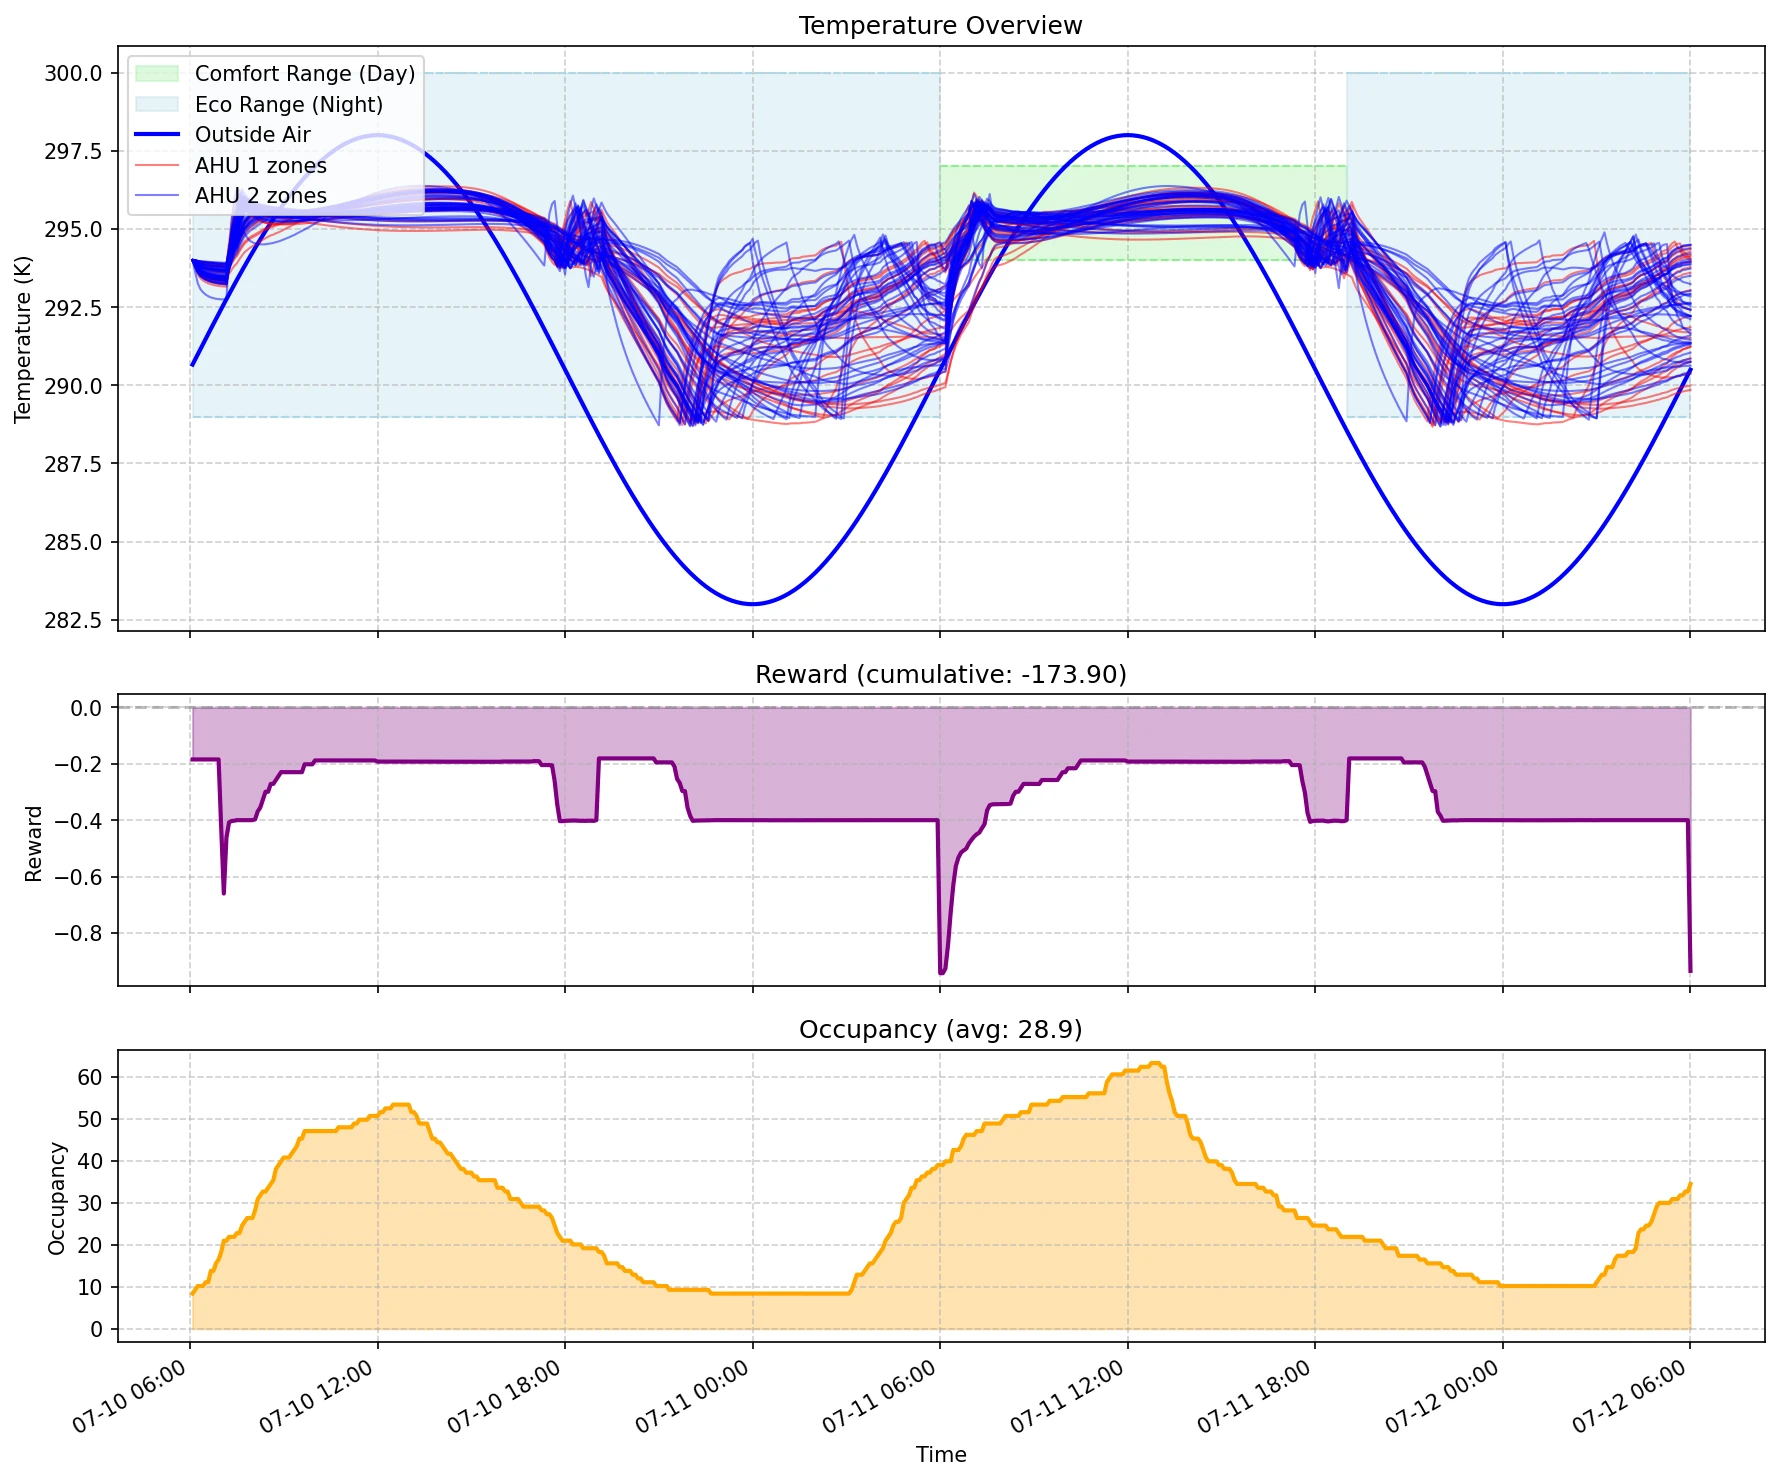 Temperature Overview
Temperature (K)
300.0
297.5
295.0
292.5
290.0
287.5
285.0
282.5
Comfort Range (Day)
Eco Range (Night)
Outside Air
AHU 1 zones
AHU 2 zones
Reward (cumulative: -173.90)
Reward
0.0
−0.2
−0.4
−0.6
−0.8
Occupancy (avg: 28.9)
Occupancy
60
50
40
30
20
10
0
07-10 06:00
07-10 12:00
07-10 18:00
07-11 00:00
07-11 06:00
07-11 12:00
07-11 18:00
07-12 00:00
07-12 06:00
Time